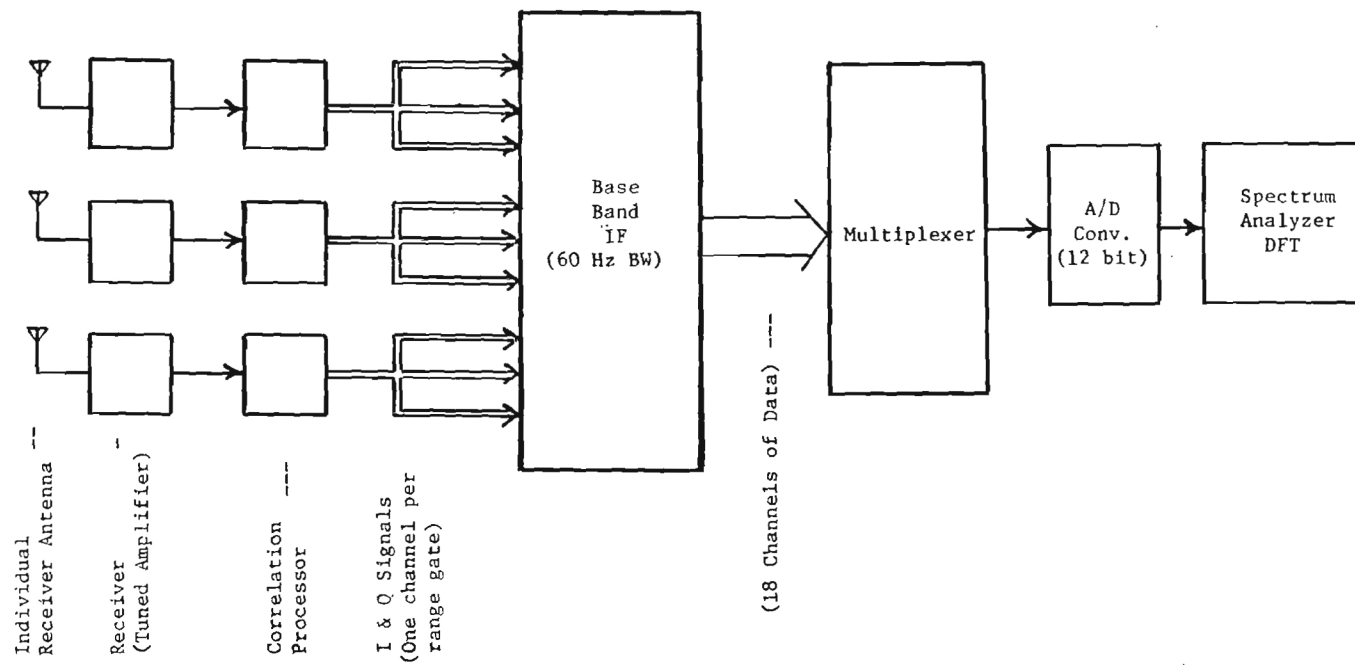 Base
Band
IF
(60 Hz BW)
Multiplexer
A/D
Conv.
(12 bit)
Spectrum
Analyzer
DFT
Individual
Receiver Antenna --
Receiver -
(Tuned Amplifier)
Correlation ---
Processor
I & Q Signals
(One channel per
range gate)
(18 Channels of Data) ---